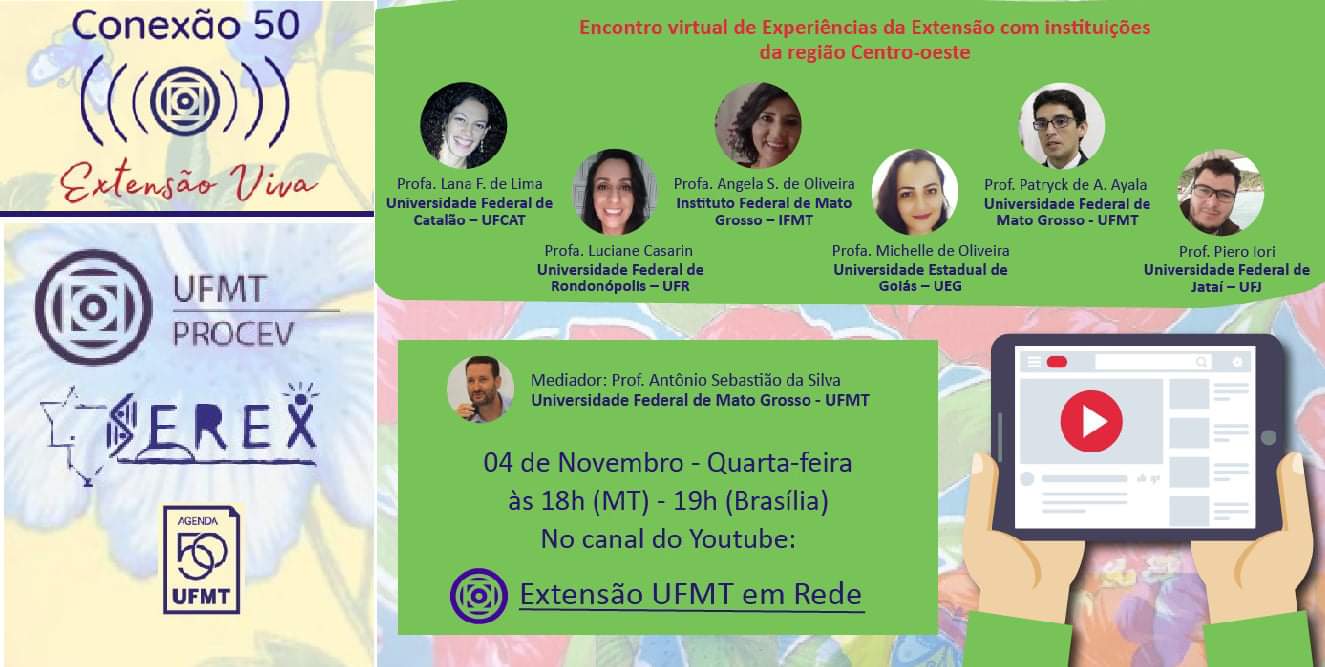 Conexão 50
Extensão Viva
UFMT
PROCEV
SEREX
AGENDA
50
UFMT
Encontro virtual de Experiências da Extensão com instituições
da região Centro-oeste
Profa. Lana F. de Lima
Universidade Federal de
Catalão – UFCAT
Profa. Luciane Casarin
Universidade Federal de
Rondonópolis – UFR
Profa. Angela S. de Oliveira
Instituto Federal de Mato
Grosso – IFMT
Profa. Michelle de Oliveira
Universidade Estadual de
Goiás – UEG
Prof. Patryck de A. Ayala
Universidade Federal de
Mato Grosso - UFMT
Prof. Piero Iori
Universidade Federal de
Jataí – UFJ
Mediador: Prof. Antônio Sebastião da Silva
Universidade Federal de Mato Grosso - UFMT
04 de Novembro - Quarta-feira
às 18h (MT) - 19h (Brasília)
No canal do Youtube:
Extensão UFMT em Rede